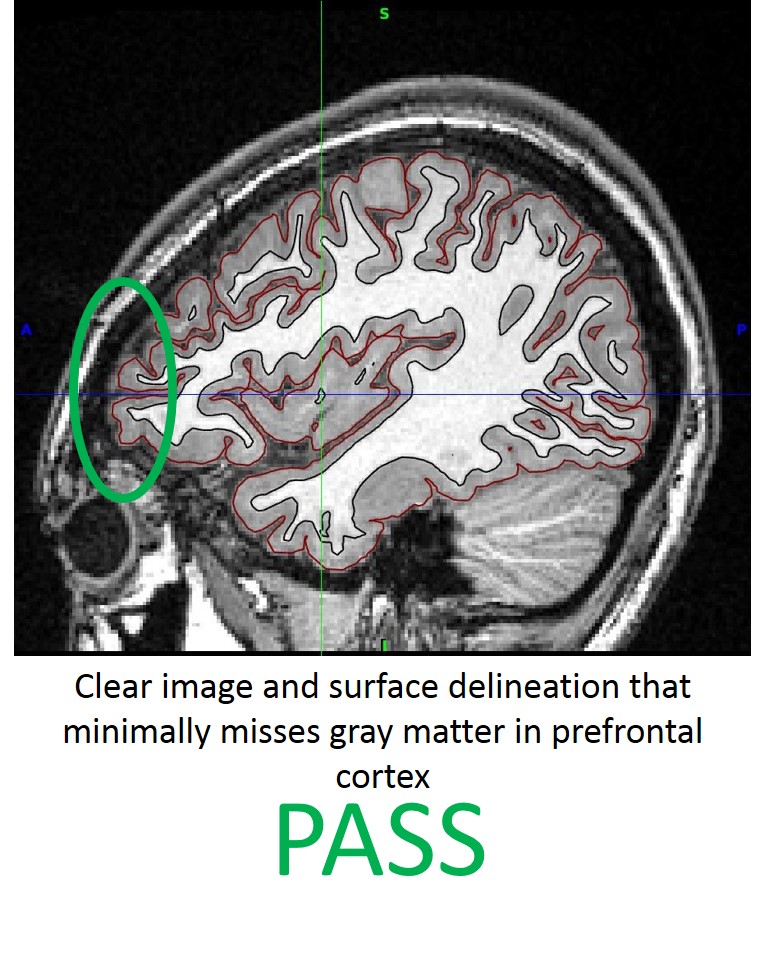 S
A
P
I
Clear image and surface delineation that
minimally misses gray matter in prefrontal
cortex
PASS